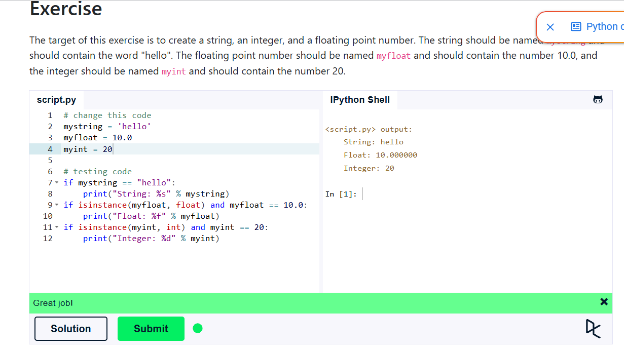 Exercise
Python
The target of this exercise is to create a string, an integer, and a floating point number. The string should be named
should contain the word "hello". The floating point number should be named myfloat and should contain the number 10.0, and
the integer should be named myint and should contain the number 20.
script.py
IPython Shell
1 # change this code
2 mystring = 'hello'
3 myfloat = 10.0
4 myint = 20
5
6 # testing code
7 if mystring == "hello":
8 print("String: %s" % mystring)
9 if isinstance(myfloat, float) and myfloat == 10.0:
10 print("Float: %f" % myfloat)
11 if isinstance(myint, int) and myint == 20:
12 print("Integer: %d" % myint)
<script.py> output:
String: hello
Float: 10.000000
Integer: 20
In [1]:
Great job!
Solution
Submit